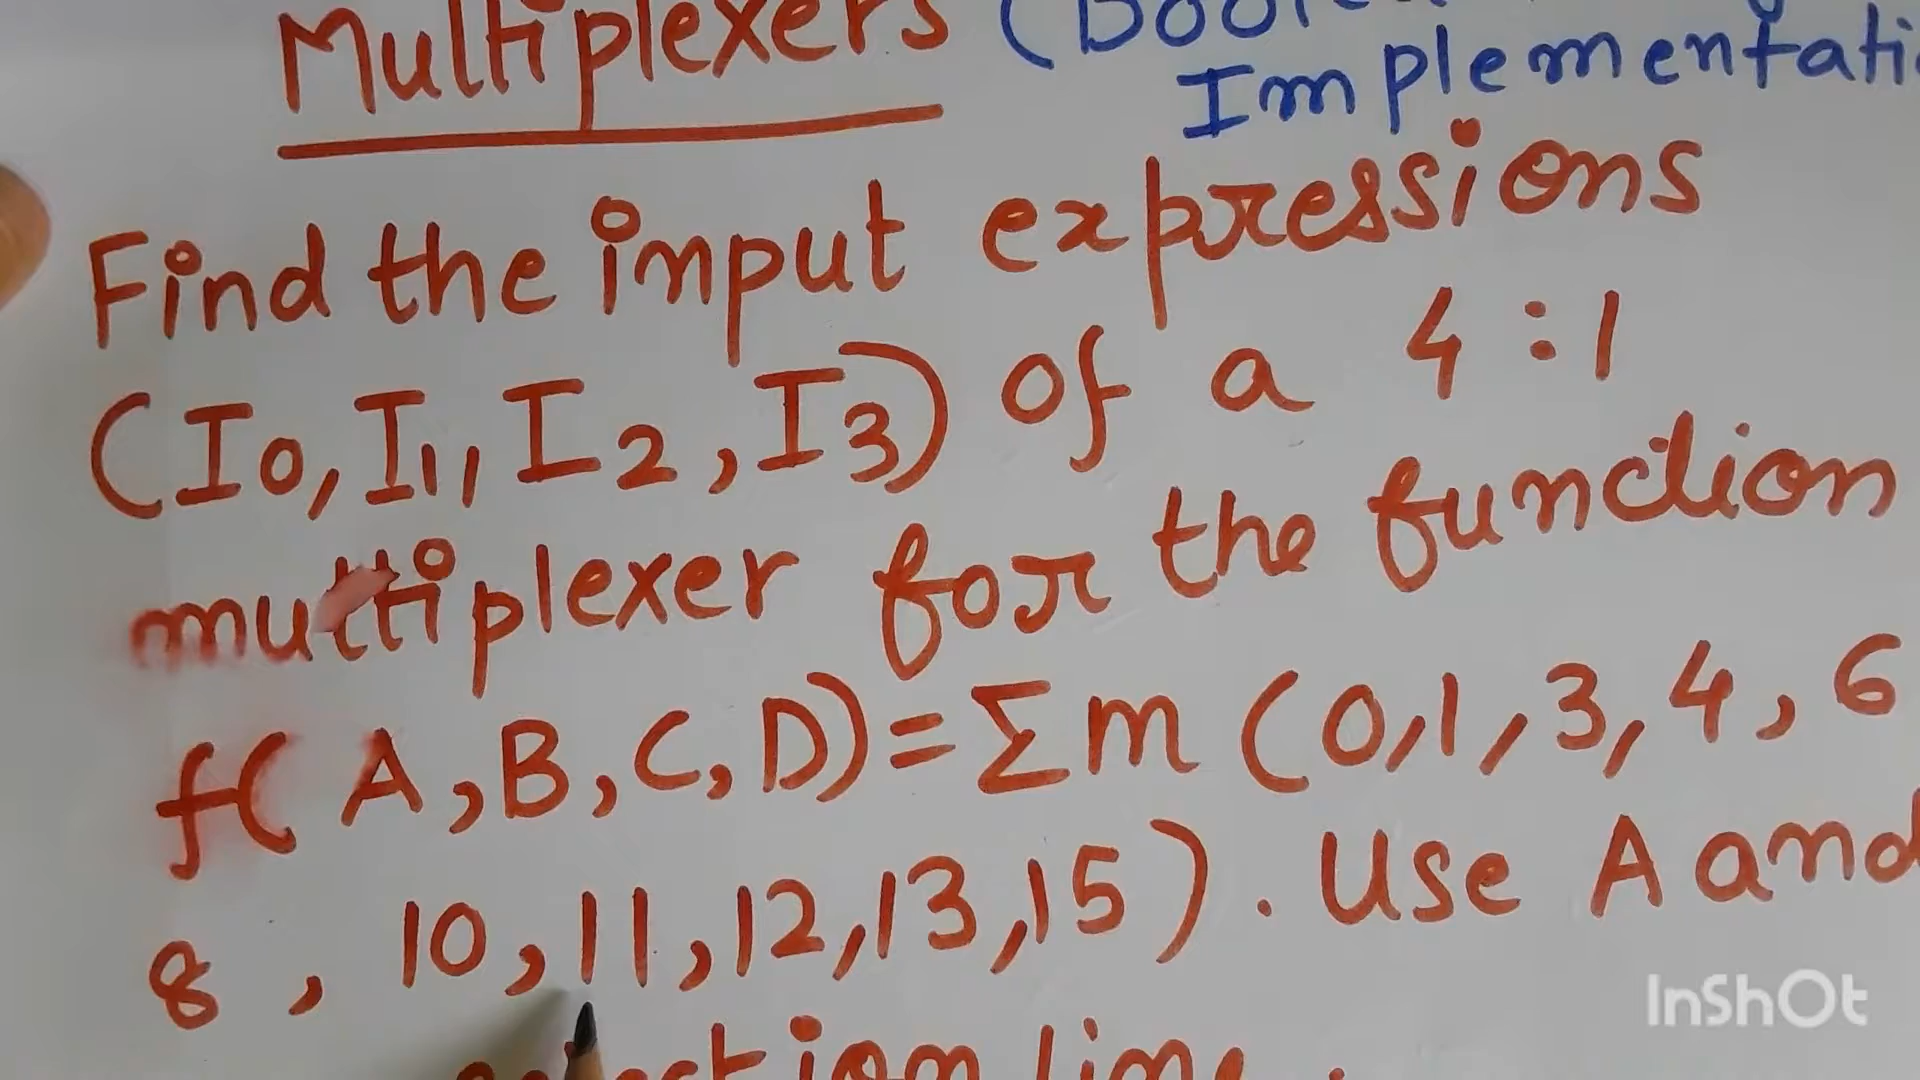 Multiplexers (
Implementati
Find the input expressions
(I0, I1, I2, I3) of a 4:1
multiplexer for the function
f(A,B,C,D)=Σm(0,1,3,4,6
8, 10,11,12,13,15). Use A and
line.
InShOt